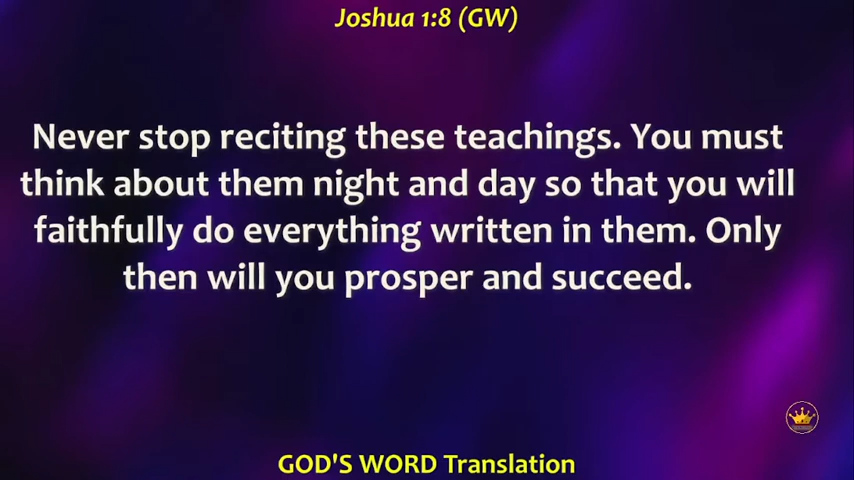 Joshua 1:8 (GW)
Never stop reciting these teachings. You must
think about them night and day so that you will
faithfully do everything written in them. Only
then will you prosper and succeed.
GOD'S WORD Translation